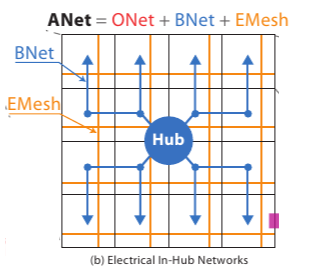 ANet = ONet + BNet + EMesh
BNet
EMesh
Hub
(b) Electrical In-Hub Networks